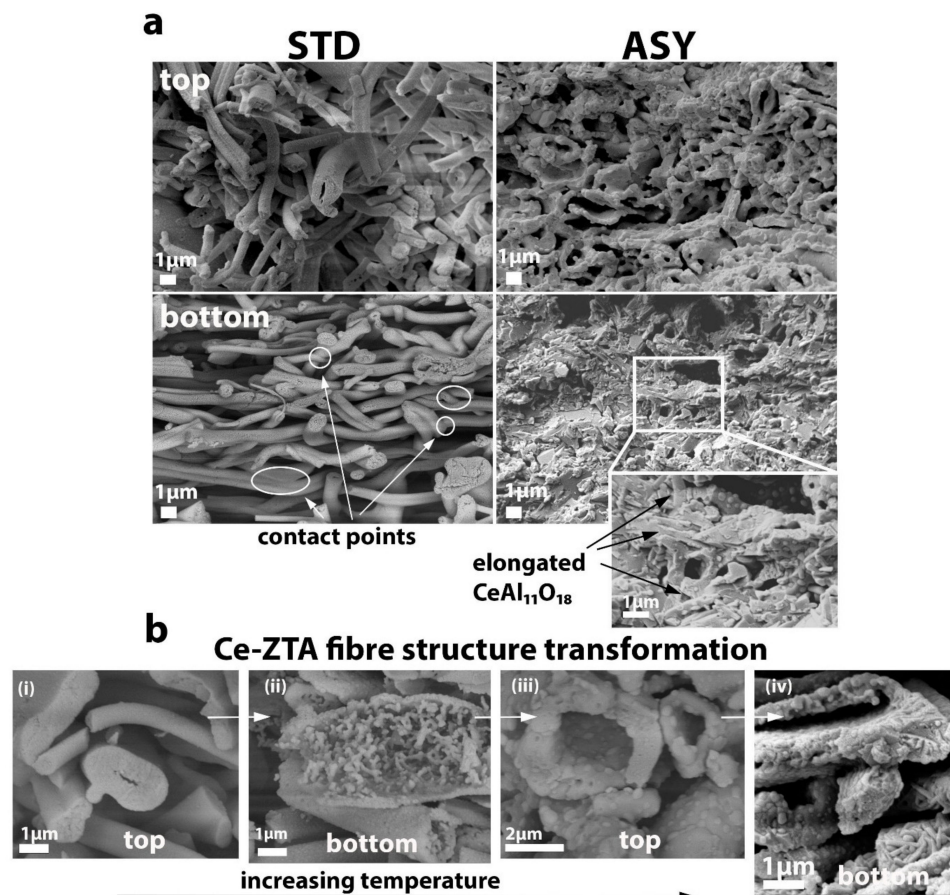 a
STD
ASY
top
1µm
1µm
bottom
1µm
1µm
contact points
elongated
CeAl₁₁O₁₈
1µm
b
Ce-ZTA fibre structure transformation
(i)
(ii)
(iii)
(iv)
1µm
top
1µm
bottom
2µm
top
1µm
bottom
increasing temperature